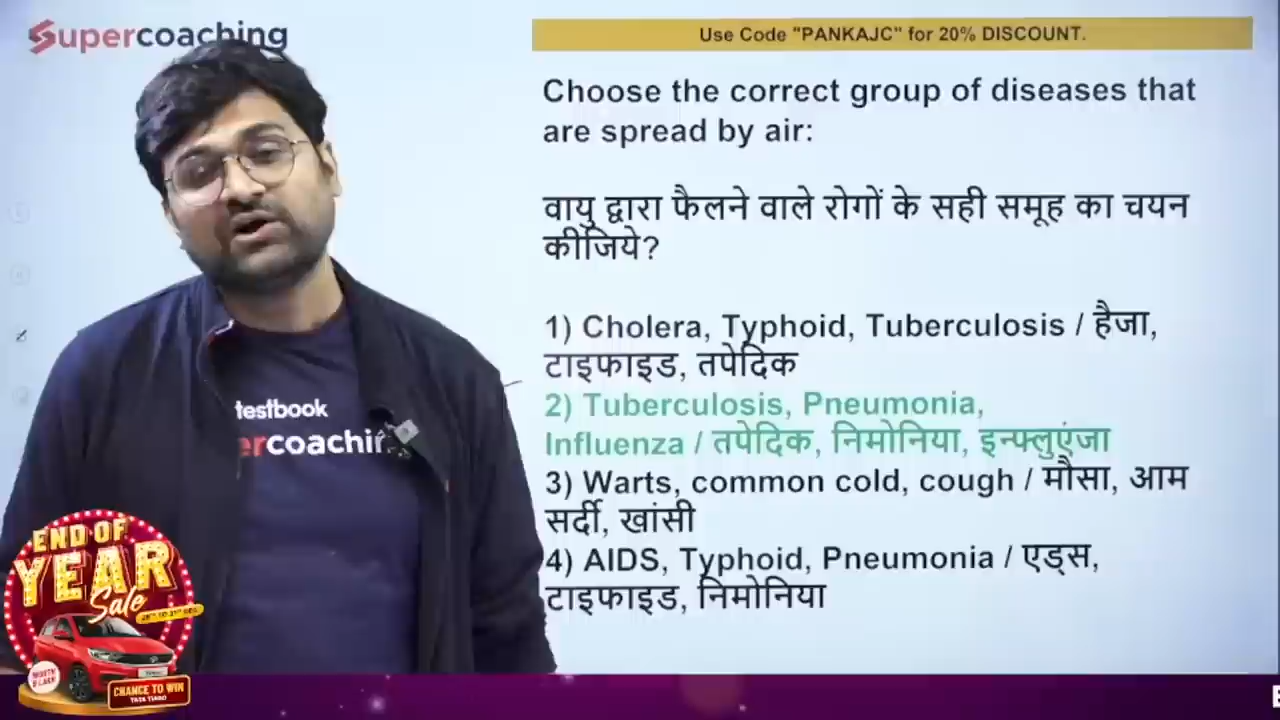 Supercoaching
Use Code "PANKAJC" for 20% DISCOUNT.
Choose the correct group of diseases that
are spread by air:
वायु द्वारा फैलने वाले रोगों के सही समूह का चयन
कीजिये?
1) Cholera, Typhoid, Tuberculosis / हैजा,
टाइफाइड, तपेदिक
2) Tuberculosis, Pneumonia,
Influenza / तपेदिक, निमोनिया, इन्फ्लुएंजा
3) Warts, common cold, cough / मौसा, आम
सर्दी, खांसी
4) AIDS, Typhoid, Pneumonia / एड्स,
टाइफाइड, निमोनिया
testbook
ercoachin
END OF
YEAR
Sale
CHANCE TO WIN
TATA TIAGO